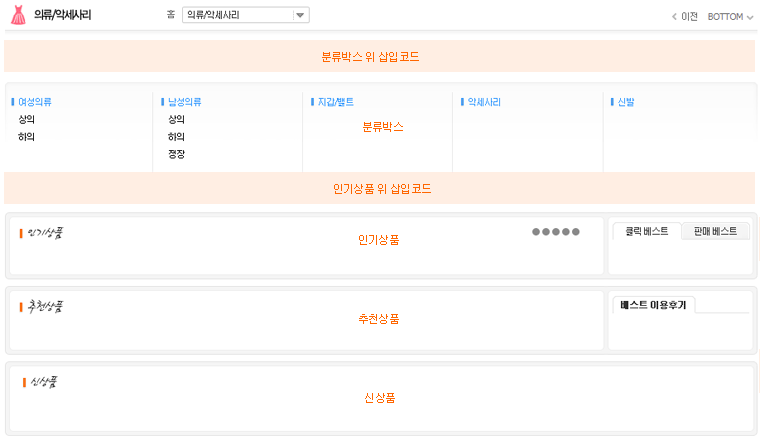 의류/악세사리
홈 의류/악세사리
이전 BOTTOM
분류박스 위 삽입코드
여성의류
상의
하의
남성의류
상의
하의
정장
지갑/밸트
악세사리
신발
분류박스
인기상품 위 삽입코드
인기상품
인기상품
클릭 베스트
판매 베스트
추천상품
추천상품
베스트 이용후기
신상품
신상품